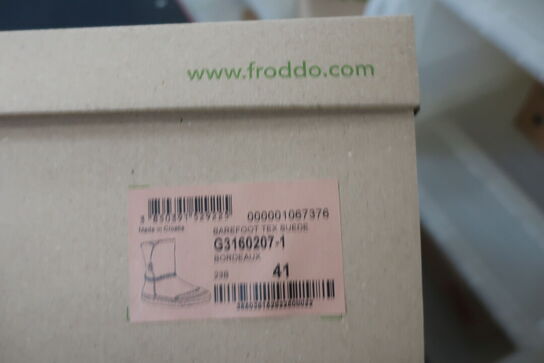 www.froddo.com
000001067376
Made in Croatia
BAREFOOT TEX SUEDE
G3160207-1
BORDEAUX
41